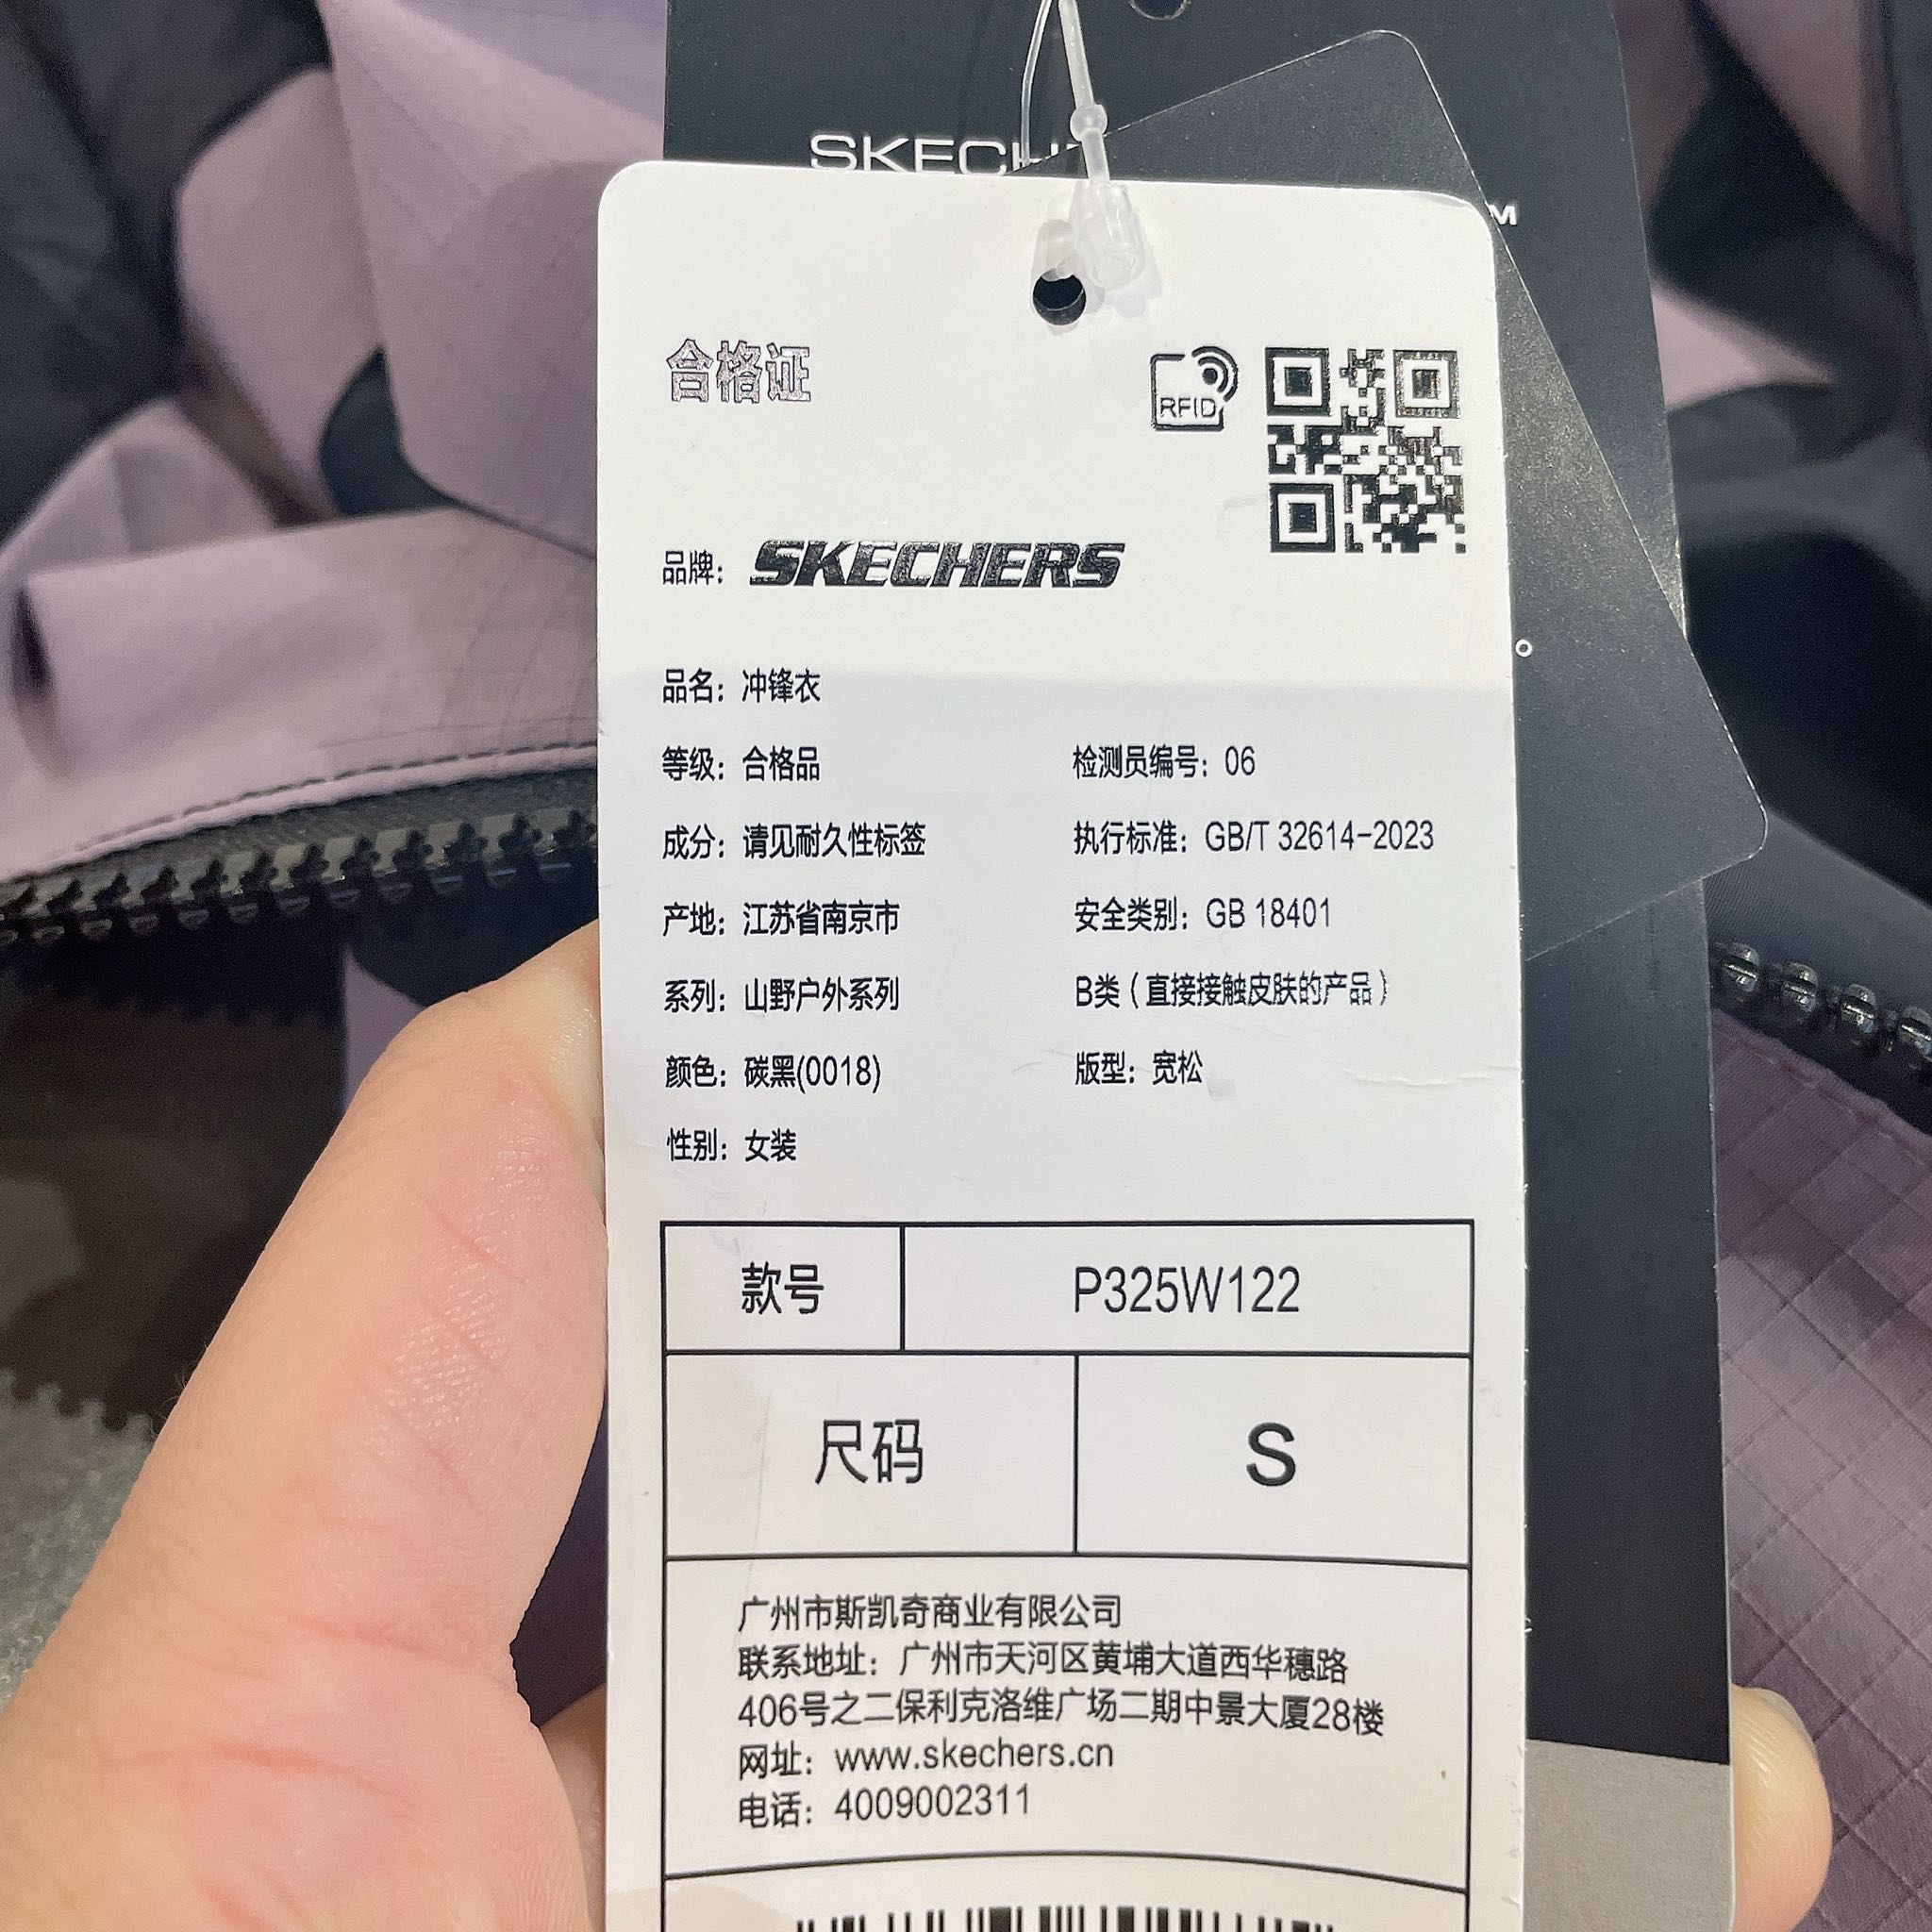 合格证
RFID
品牌: SKECHERS
品名: 冲锋衣
等级: 合格品 检测员编号: 06
成分: 请见耐久性标签 执行标准: GB/T 32614-2023
产地: 江苏省南京市 安全类别: GB 18401
系列: 山野户外系列 B类(直接接触皮肤的产品)
颜色: 碳黑(0018) 版型: 宽松
性别: 女装
款号 P325W122
尺码 S
广州市斯凯奇商业有限公司
联系地址: 广州市天河区黄埔大道西华穗路
406号之二保利克洛维广场二期中景大厦28楼
网址: www.skechers.cn
电话: 4009002311